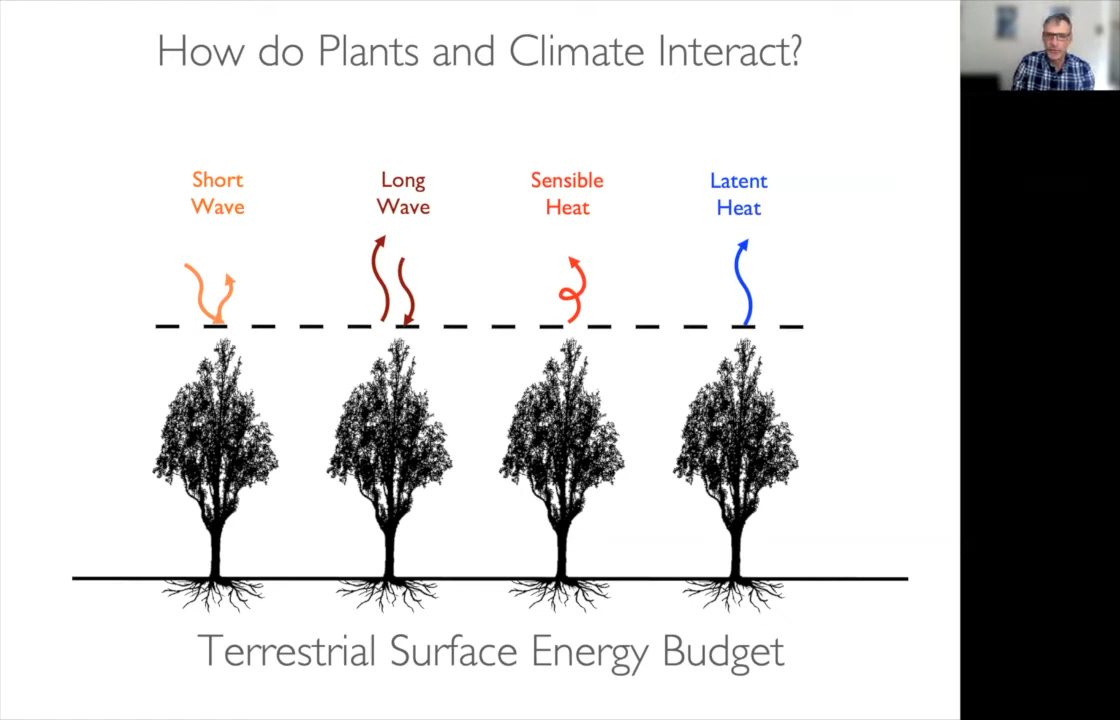 How do Plants and Climate Interact?
Short
Wave
Long
Wave
Sensible
Heat
Latent
Heat
Terrestrial Surface Energy Budget